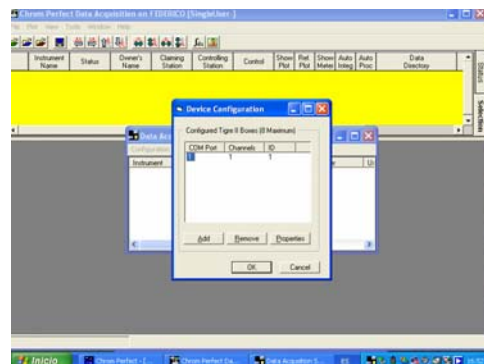 Chrom Perfect Data Acquisition on FEDERICO [SingleUser ]
File Plot View Tools Window Help
Instrument Name Status Owner's Name Claiming Station Controlling Station Control Show Plot Ret. Plot Show Meter Auto Integ Auto Proc Data Directory
Status
Selection
Device Configuration
Data Acq
Configuration
Instrument
Configured Tigre II Boxes (8 Maximum)
COM Port Channels ID
1 1 1
Add Remove Properties
OK Cancel
Inicio Chrom Perfect - [... Chrom Perfect Da... Data Acquisition S... ES